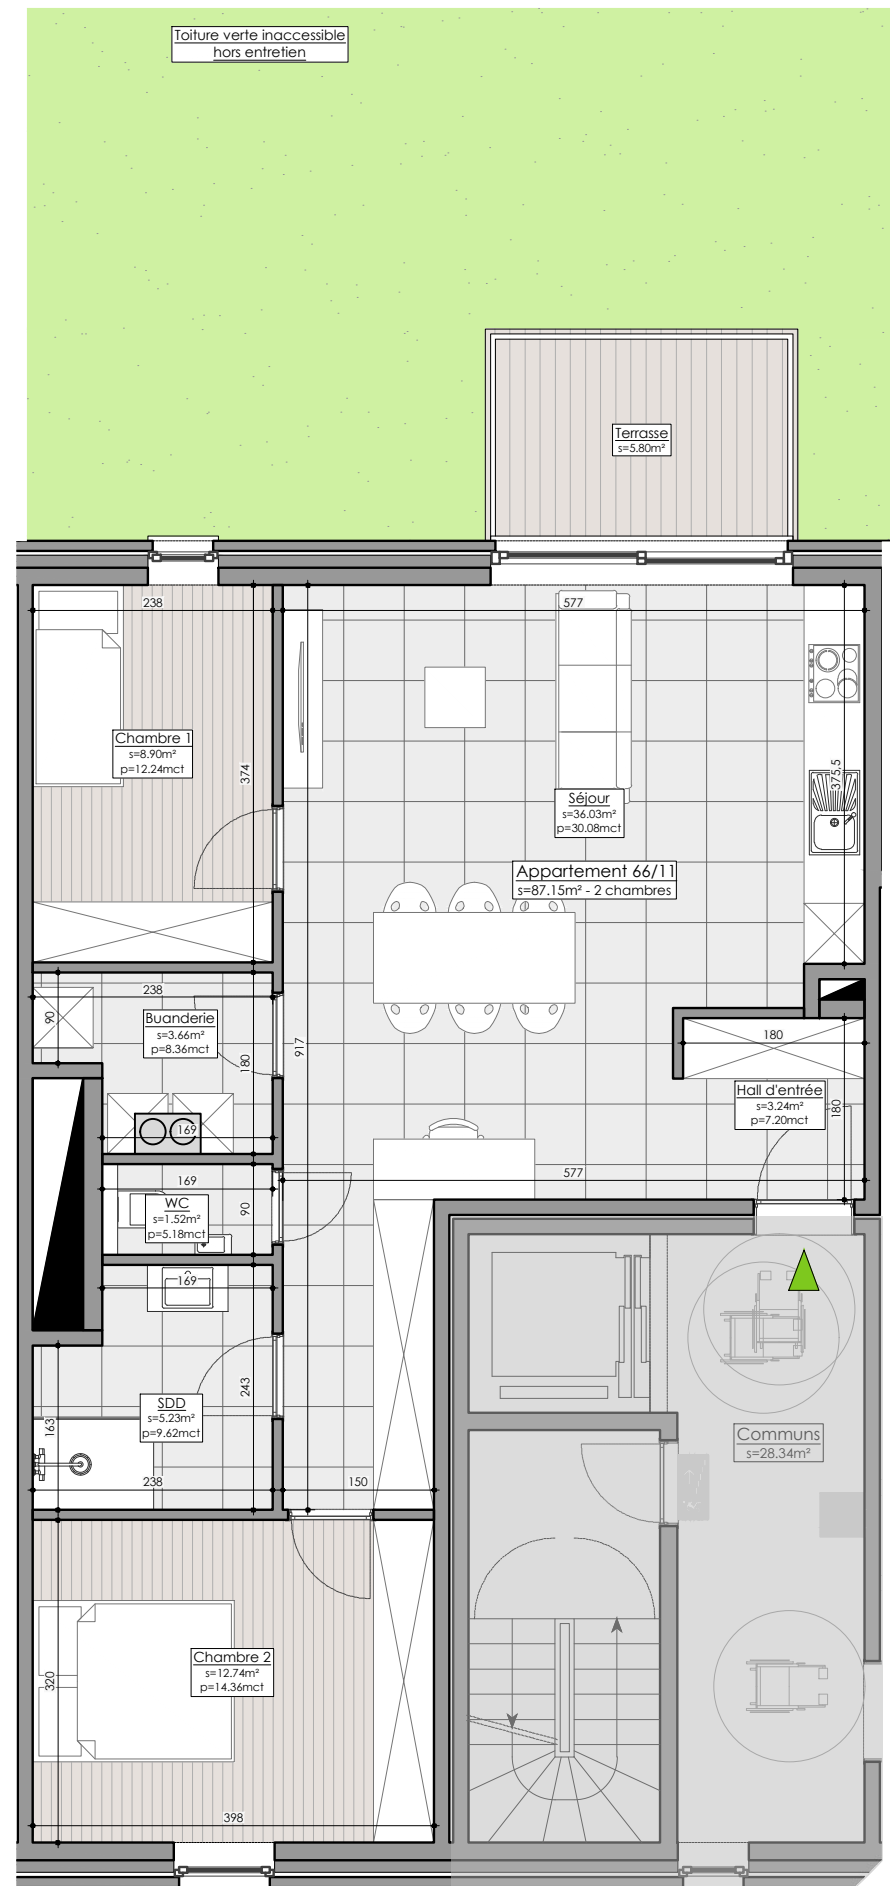 Toiture verte inaccessible
hors entretien
Terrasse
s=5.80m²
238
577
Chambre 1
s=8.90m²
p=12.24mct
374
375.5
Séjour
s=36.03m²
p=30.08mct
Appartement 66/11
s=87.15m² - 2 chambres
238
90
Buanderie
s=3.66m²
p=8.36mct
180
917
169
180
Hall d'entrée
s=3.24m²
p=7.20mct
180
577
169
WC
s=1.52m²
p=5.18mct
90
169
SDD
s=5.23m²
p=9.62mct
243
163
238
150
Communs
s=28.34m²
Chambre 2
s=12.74m²
p=14.36mct
320
398